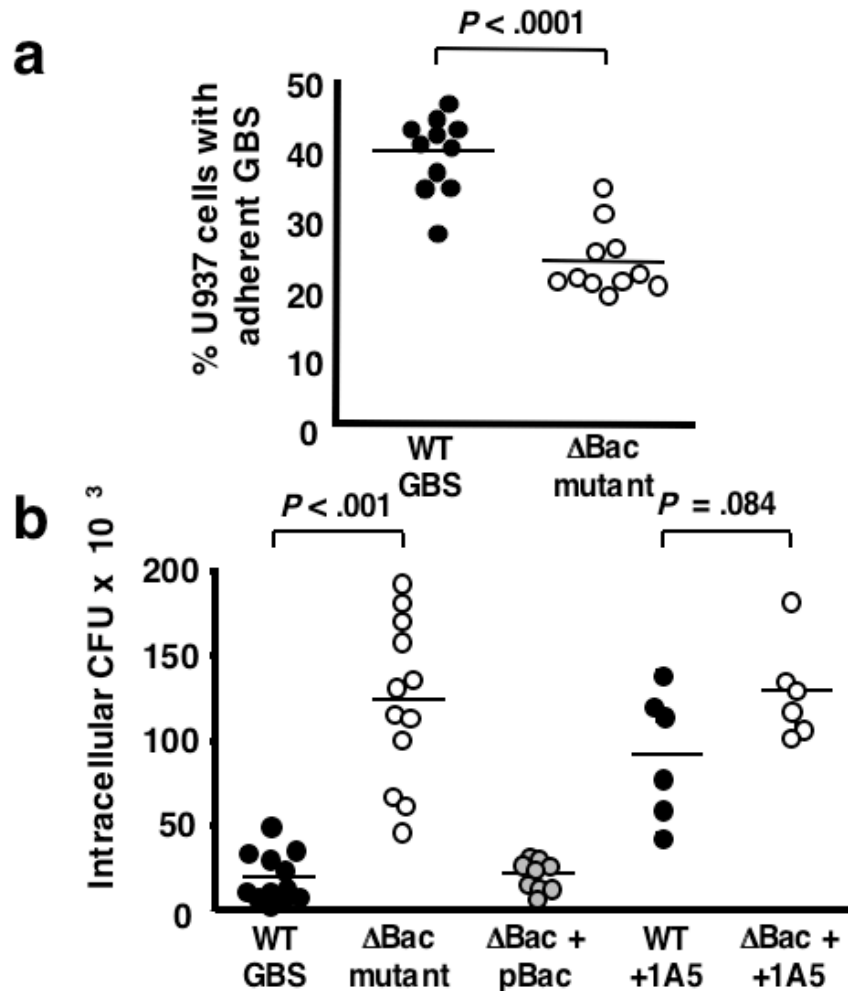 a
P < .0001
% U937 cells with
adherent GBS
50
40
30
20
10
0
WT
GBS
ΔBac
mutant
b
P < .001
P = .084
Intracellular CFU x 10 3
200
150
100
50
0
WT
GBS
ΔBac
mutant
ΔBac +
pBac
WT
+1A5
ΔBac +
+1A5